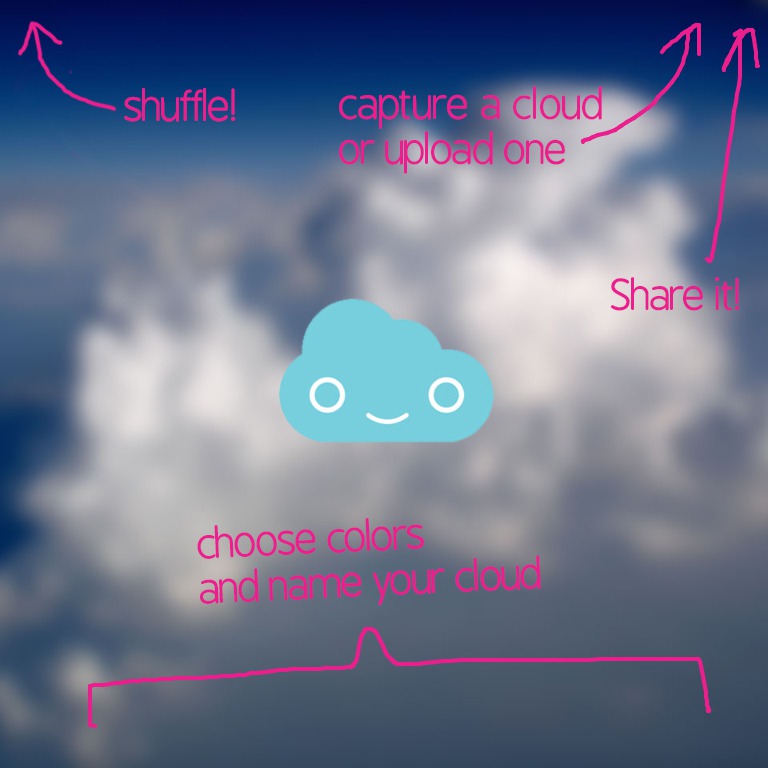 shuffle!
capture a cloud
or upload one
Share it!
choose colors
and name your cloud